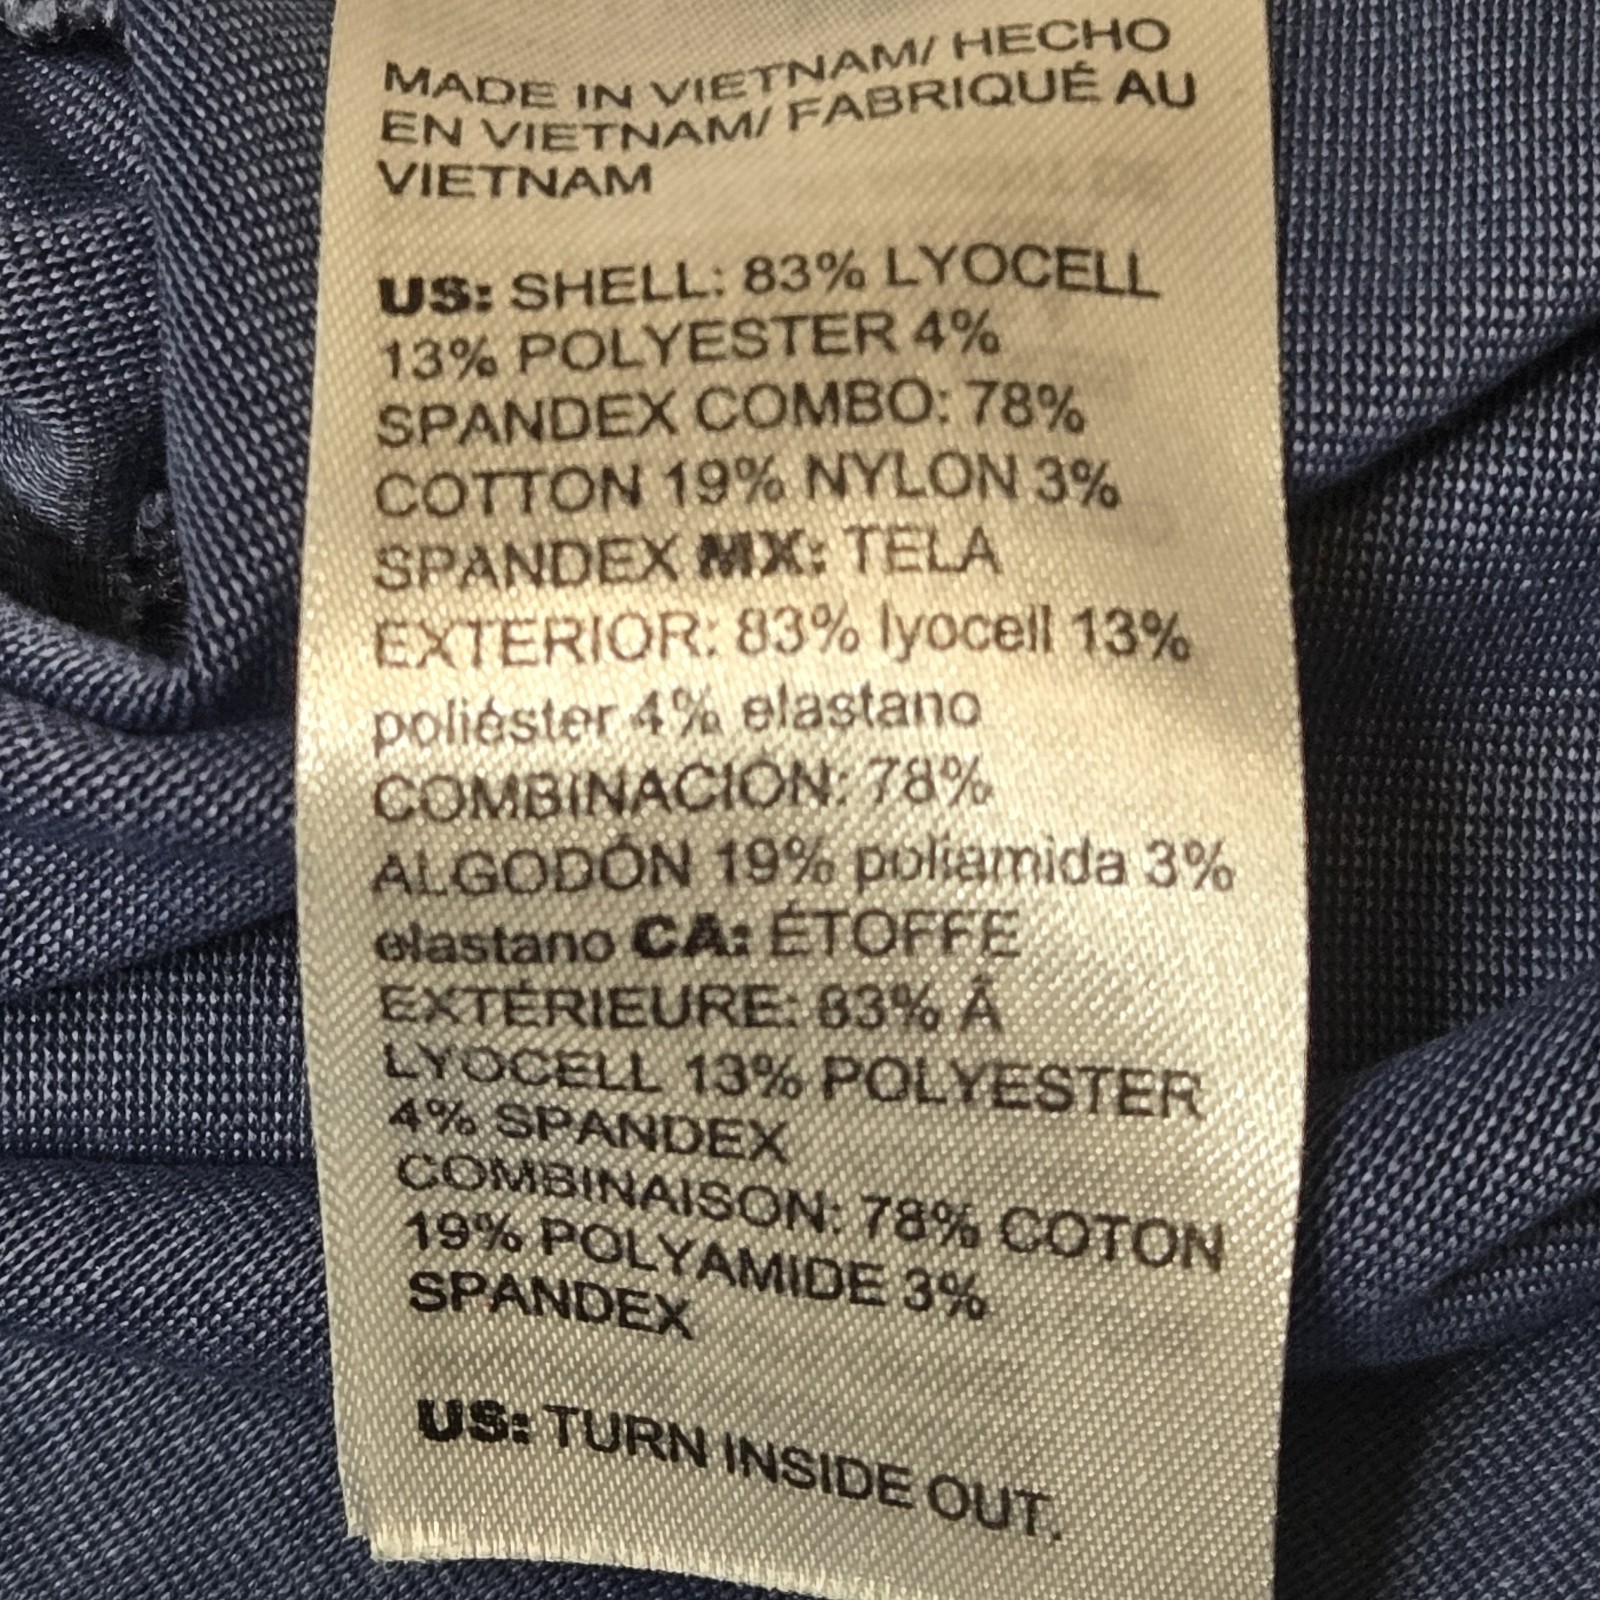 MADE IN VIETNAM/ HECHO
EN VIETNAM/ FABRIQUÉ AU
VIETNAM
US: SHELL: 83% LYOCELL
13% POLYESTER 4%
SPANDEX COMBO: 78%
COTTON 19% NYLON 3%
SPANDEX MX: TELA
EXTERIOR: 83% lyocell 13%
poliéster 4% elastano
COMBINACIÓN: 78%
ALGODÓN 19% poliamida 3%
elastano CA: ÉTOFFE
EXTÉRIEURE: 83% Â
LYOCELL 13% POLYESTER
4% SPANDEX
COMBINAISON: 78% COTON
19% POLYAMIDE 3%
SPANDEX
US: TURN INSIDE OUT.